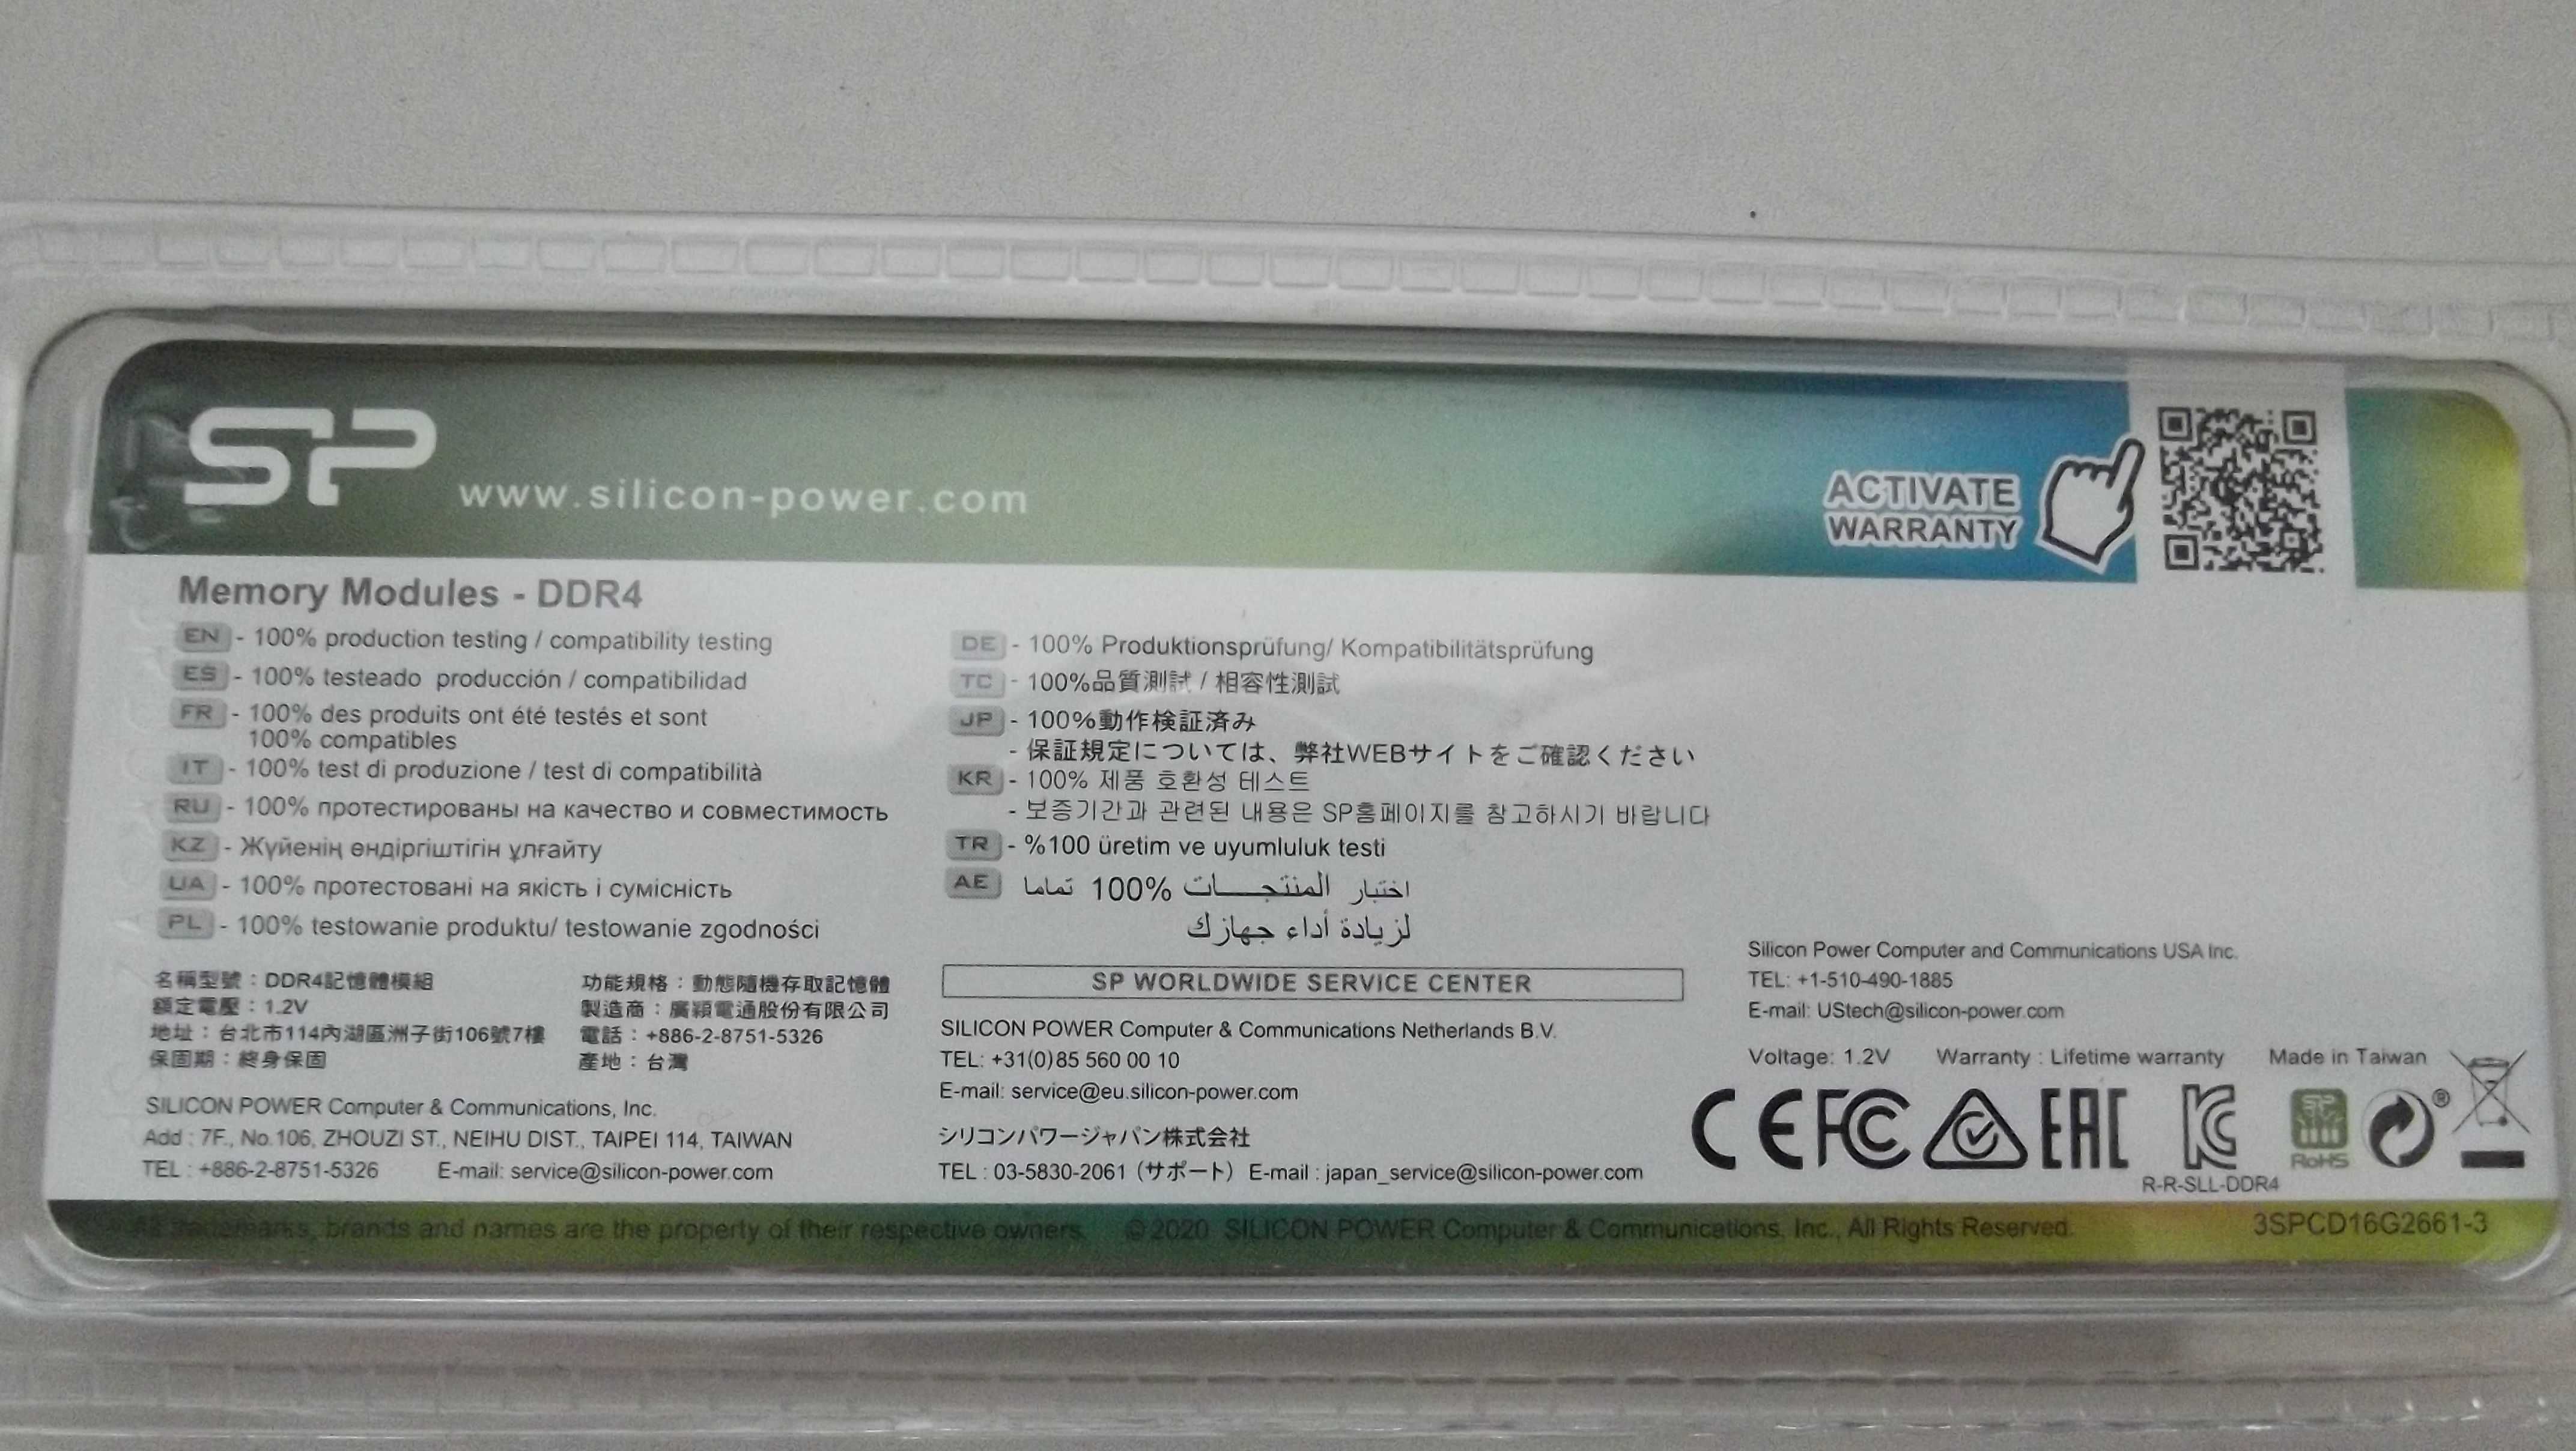 SP
www.silicon-power.com
ACTIVATE
WARRANTY
Memory Modules - DDR4
EN - 100% production testing / compatibility testing
ES - 100% testeado producción / compatibilidad
FR - 100% des produits ont été testés et sont
100% compatibles
IT - 100% test di produzione / test di compatibilità
RU - 100% протестированы на качество и совместимость
KZ - Жүйенің өндіргіштігін ұлғайту
UA - 100% протестовані на якість і сумісність
PL - 100% testowanie produktu/ testowanie zgodności
DE - 100% Produktionsprüfung/ Kompatibilitätsprüfung
TC - 100%品質測試 / 相容性測試
JP - 100%動作検証済み
- 保証規定については、弊社WEBサイトをご確認ください
KR - 100% 제품 호환성 테스트
- 보증기간과 관련된 내용은 SP홈페이지를 참고하시기 바랍니다
TR - %100 üretim ve uyumluluk testi
AE اختبار المنتجـــات 100% تماما
لزيادة أداء جهازك
名稱型號：DDR4記憶體模組
額定電壓：1.2V
地址：台北市114內湖區洲子街106號7樓
保固期：終身保固
功能規格：動態隨機存取記憶體
製造商：廣穎電通股份有限公司
電話：+886-2-8751-5326
產地：台灣
SILICON POWER Computer & Communications, Inc.
Add : 7F., No.106, ZHOUZI ST., NEIHU DIST., TAIPEI 114, TAIWAN
TEL : +886-2-8751-5326 E-mail: service@silicon-power.com
SP WORLDWIDE SERVICE CENTER
SILICON POWER Computer & Communications Netherlands B.V.
TEL: +31(0)85 560 00 10
E-mail: service@eu.silicon-power.com
シリコンパワージャパン株式会社
TEL : 03-5830-2061（サポート）E-mail : japan_service@silicon-power.com
Silicon Power Computer and Communications USA Inc.
TEL: +1-510-490-1885
E-mail: UStech@silicon-power.com
Voltage: 1.2V Warranty : Lifetime warranty Made in Taiwan
CE FC EAC KC SP RoHS ®
R-R-SLL-DDR4
All trademarks, brands and names are the property of their respective owners. © 2020 SILICON POWER Computer & Communications, Inc., All Rights Reserved. 3SPCD16G2661-3